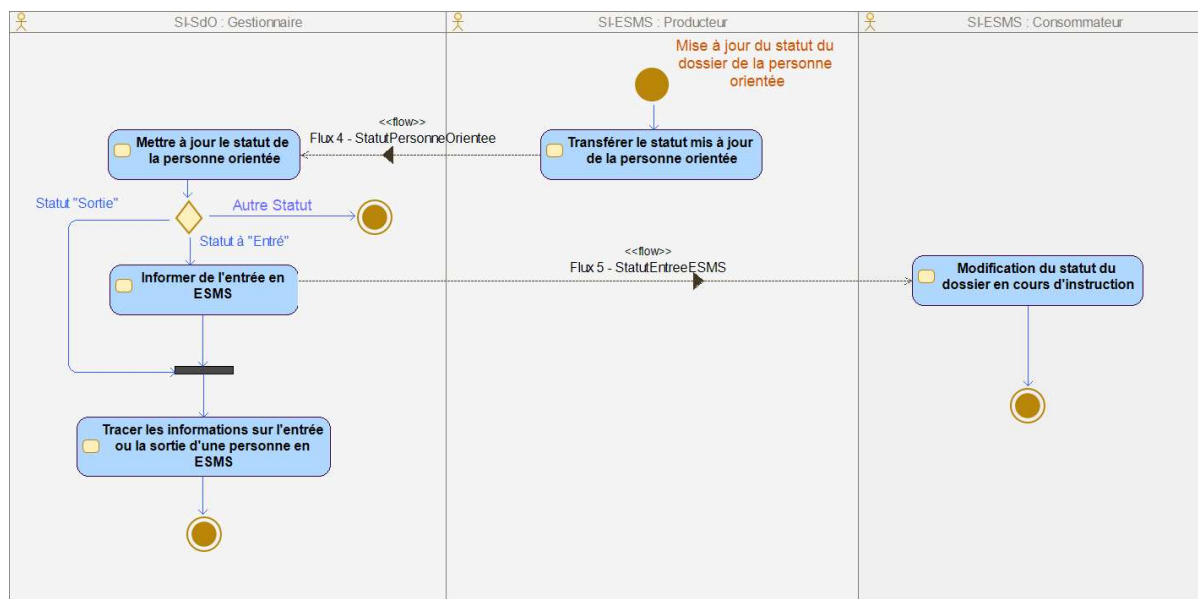 SI-SdO : Gestionnaire
SI-ESMS : Producteur
SI-ESMS : Consommateur
Mise à jour du statut du
dossier de la personne
orientée
<<flow>>
Flux 4 - StatutPersonneOrientee
Mettre à jour le statut de
la personne orientée
Transférer le statut mis à jour
de la personne orientée
Statut "Sortie"
Autre Statut
Statut à "Entré"
<<flow>>
Flux 5 - StatutEntreeESMS
Informer de l'entrée en
ESMS
Modification du statut du
dossier en cours d'instruction
Tracer les informations sur l'entrée
ou la sortie d'une personne en
ESMS